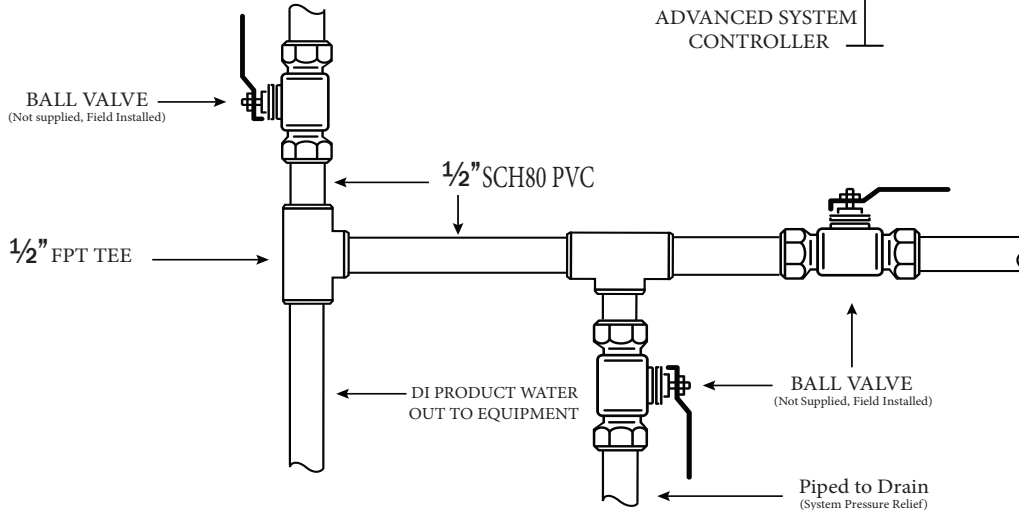 ADVANCED SYSTEM
CONTROLLER
BALL VALVE
(Not supplied, Field Installed)
½” SCH80 PVC
½” FPT TEE
DI PRODUCT WATER
OUT TO EQUIPMENT
BALL VALVE
(Not Supplied, Field Installed)
Piped to Drain
(System Pressure Relief)